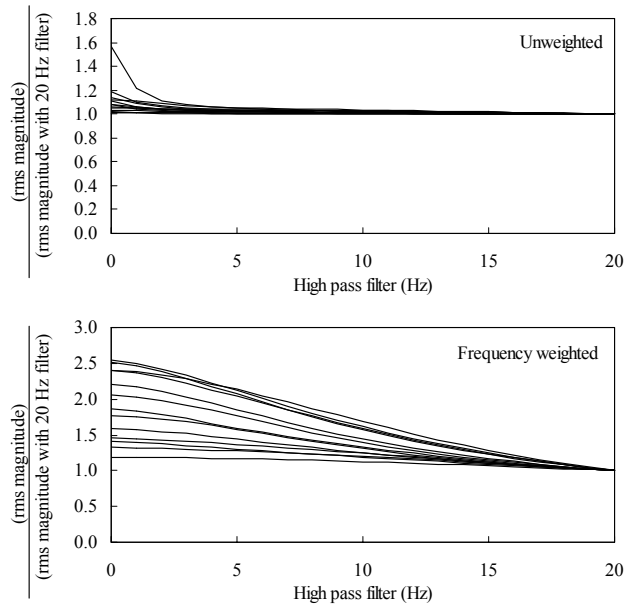 (rms magnitude)
(rms magnitude with 20 Hz filter)
1.8
1.6
1.4
1.2
1.0
0.8
0.6
0.4
0.2
0.0
Unweighted
0 5 10 15 20
High pass filter (Hz)
(rms magnitude)
(rms magnitude with 20 Hz filter)
3.0
2.5
2.0
1.5
1.0
0.5
0.0
Frequency weighted
0 5 10 15 20
High pass filter (Hz)